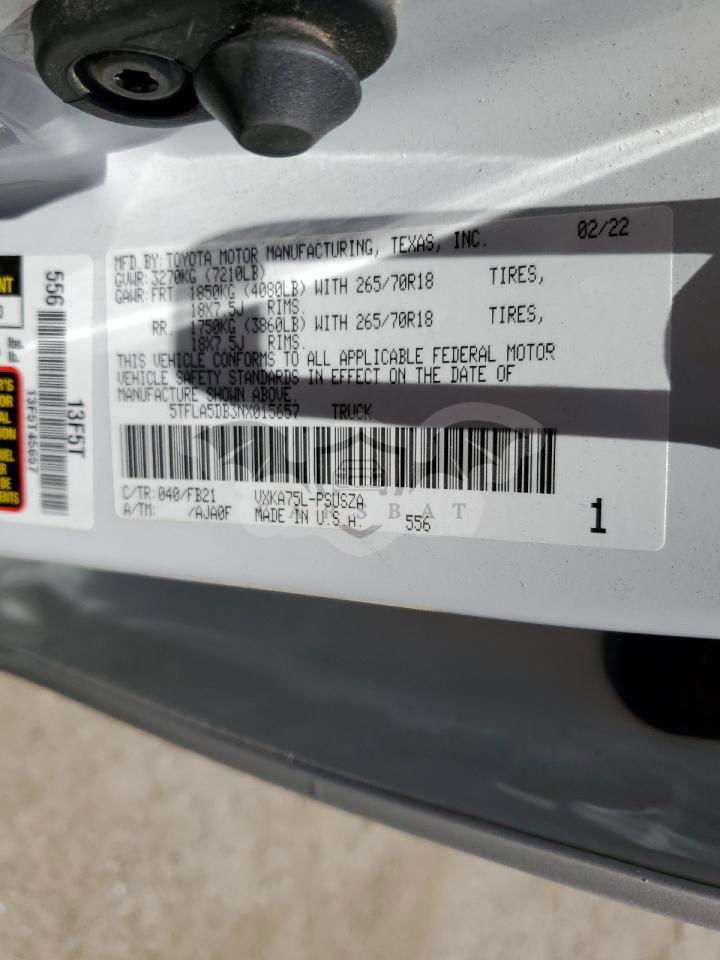 MFD.BY:TOYOTA MOTOR MANUFACTURING, TEXAS, INC. 02/22
GVWR:3270KG (7210LB)
GAWR:FRT 1850KG (4080LB) WITH 265/70R18 TIRES,
18X7.5J RIMS.
RR. 1750KG (3860LB) WITH 265/70R18 TIRES,
18X7.5J RIMS.
THIS VEHICLE CONFORMS TO ALL APPLICABLE FEDERAL MOTOR
VEHICLE SAFETY STANDARDS IN EFFECT ON THE DATE OF
MANUFACTURE SHOWN ABOVE.
5TFLA5DB3NX015657 TRUCK
C/TR:040/FB21 VXKA75L-PSUSZA
A/TM: /AJA0F MADE IN U.S.A. 556 1
556
13F5T
13F5T45657
lbs.
lb.